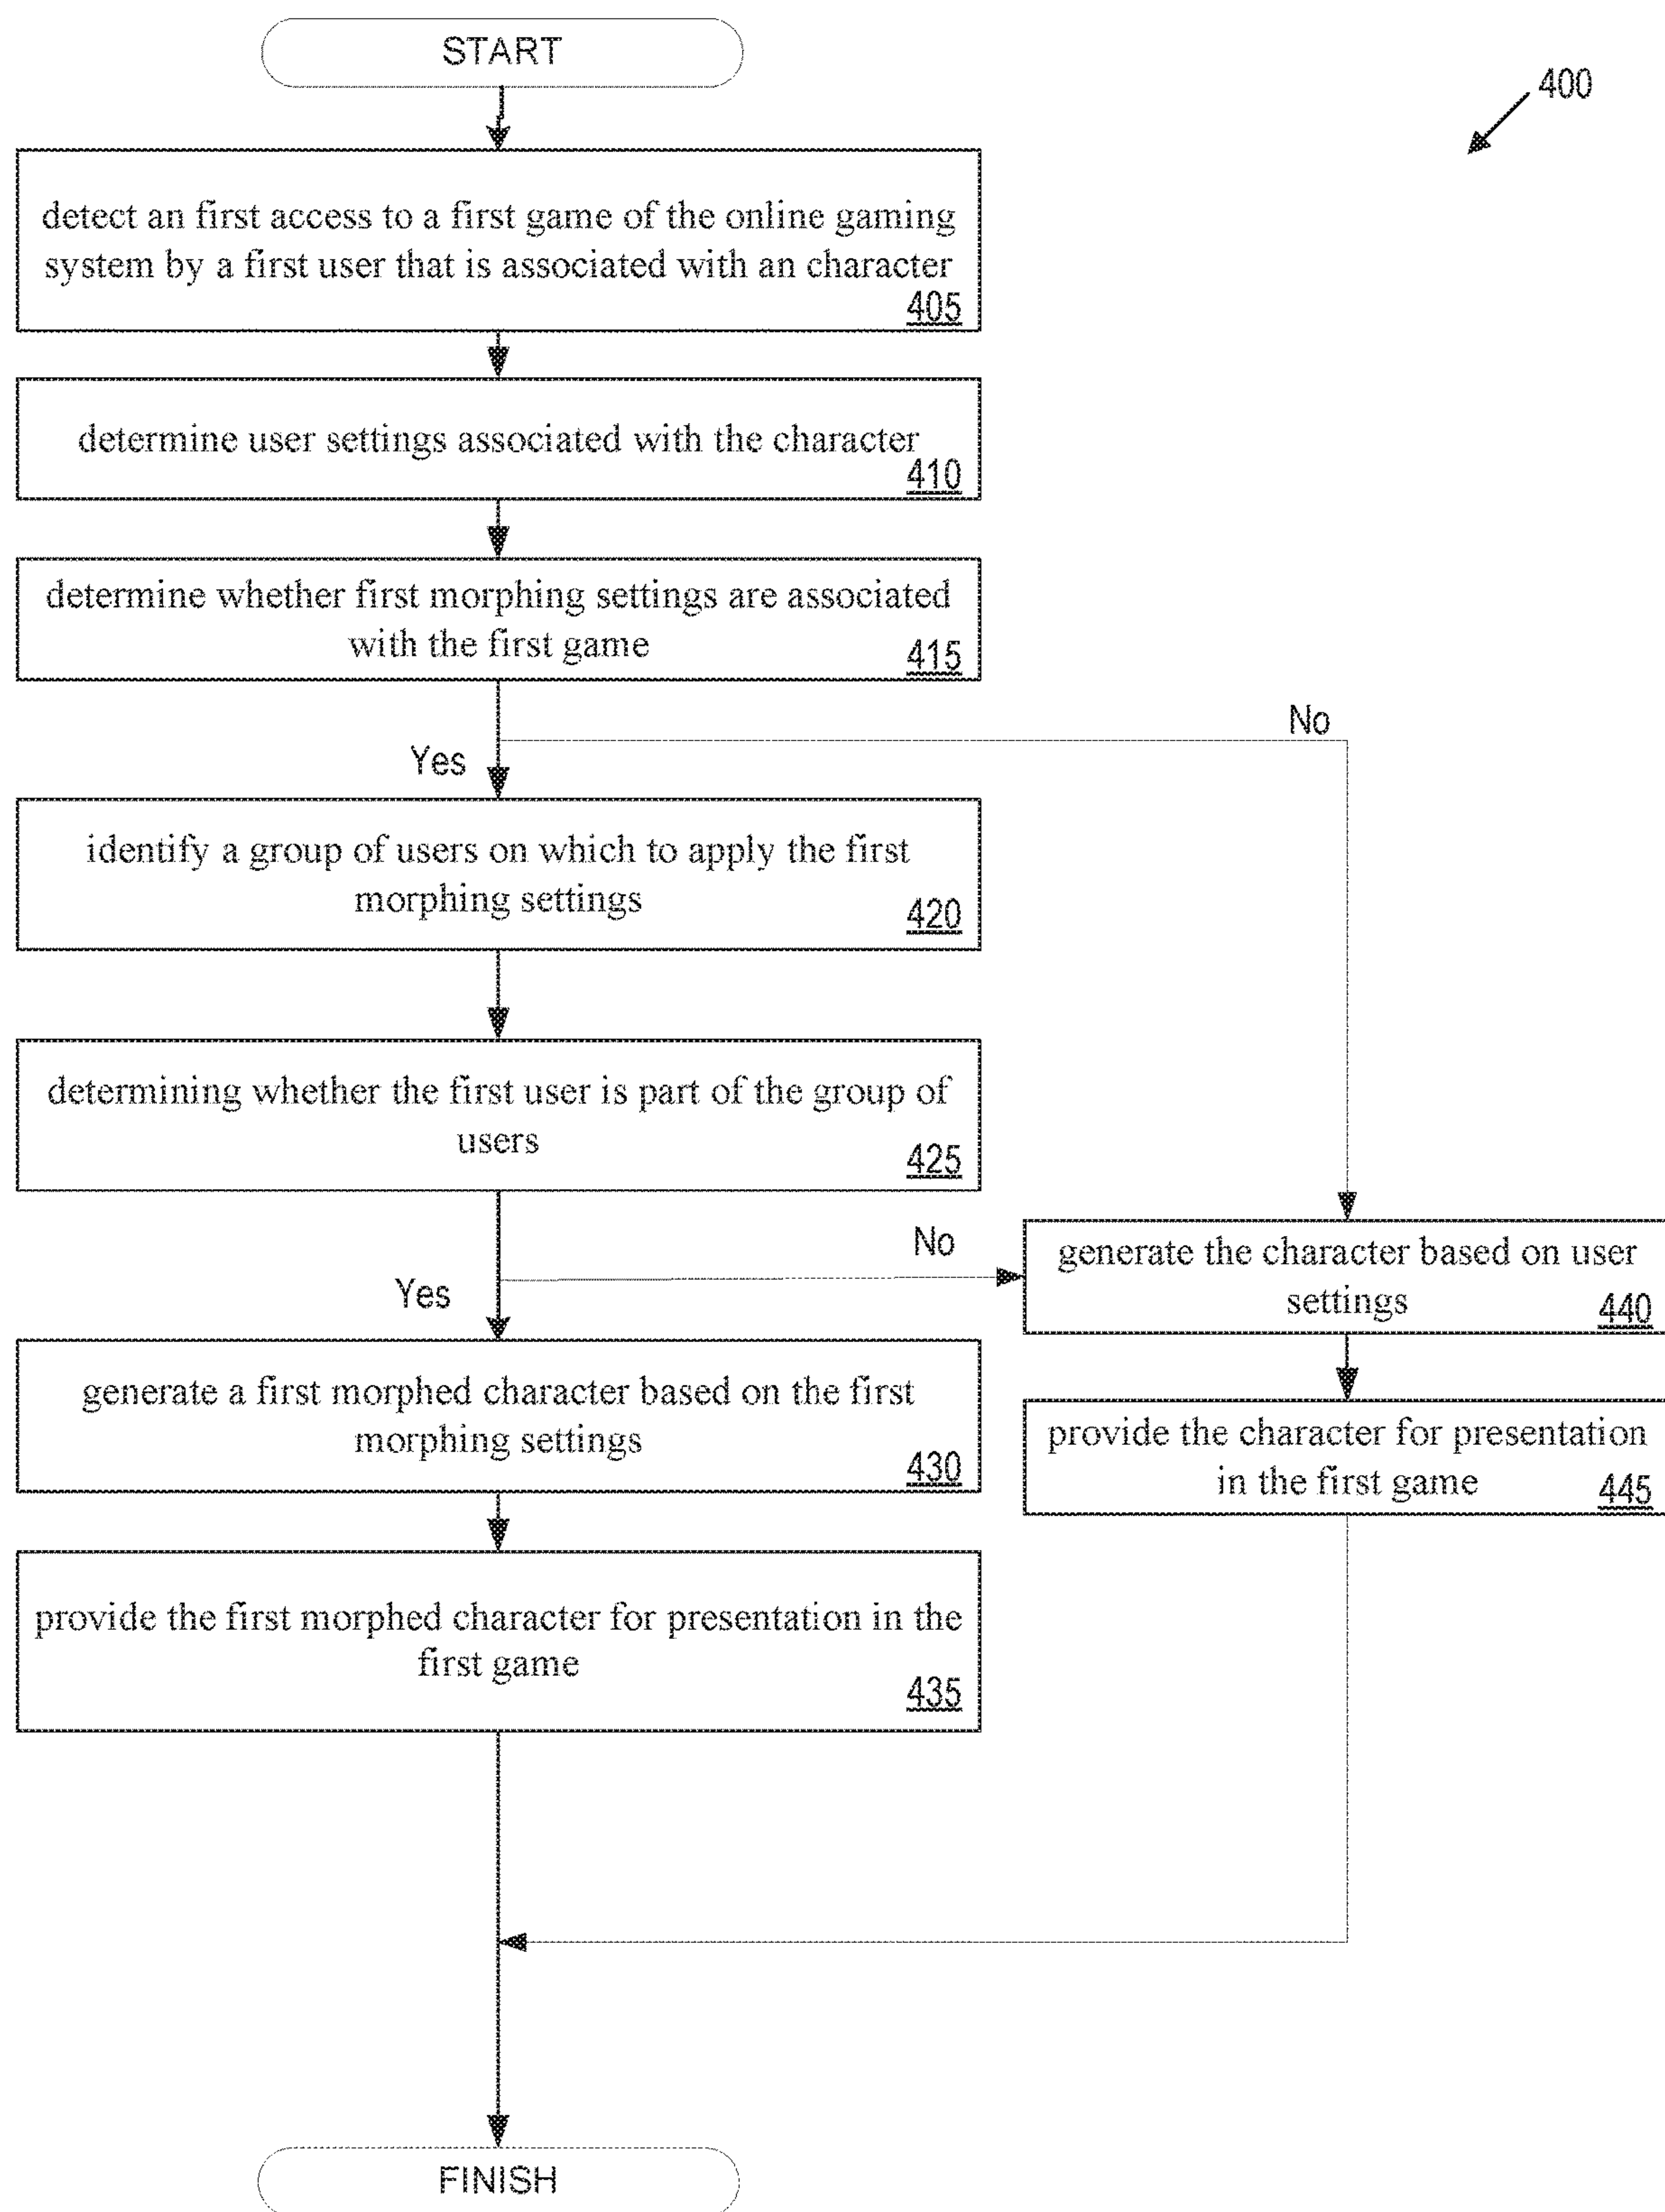 START
400
detect an first access to a first game of the online gaming
system by a first user that is associated with an character
405
determine user settings associated with the character
410
determine whether first morphing settings are associated
with the first game
415
No
Yes
identify a group of users on which to apply the first
morphing settings
420
determining whether the first user is part of the group of
users
425
No
Yes
generate the character based on user
settings
440
generate a first morphed character based on the first
morphing settings
430
provide the character for presentation
in the first game
445
provide the first morphed character for presentation in the
first game
435
FINISH